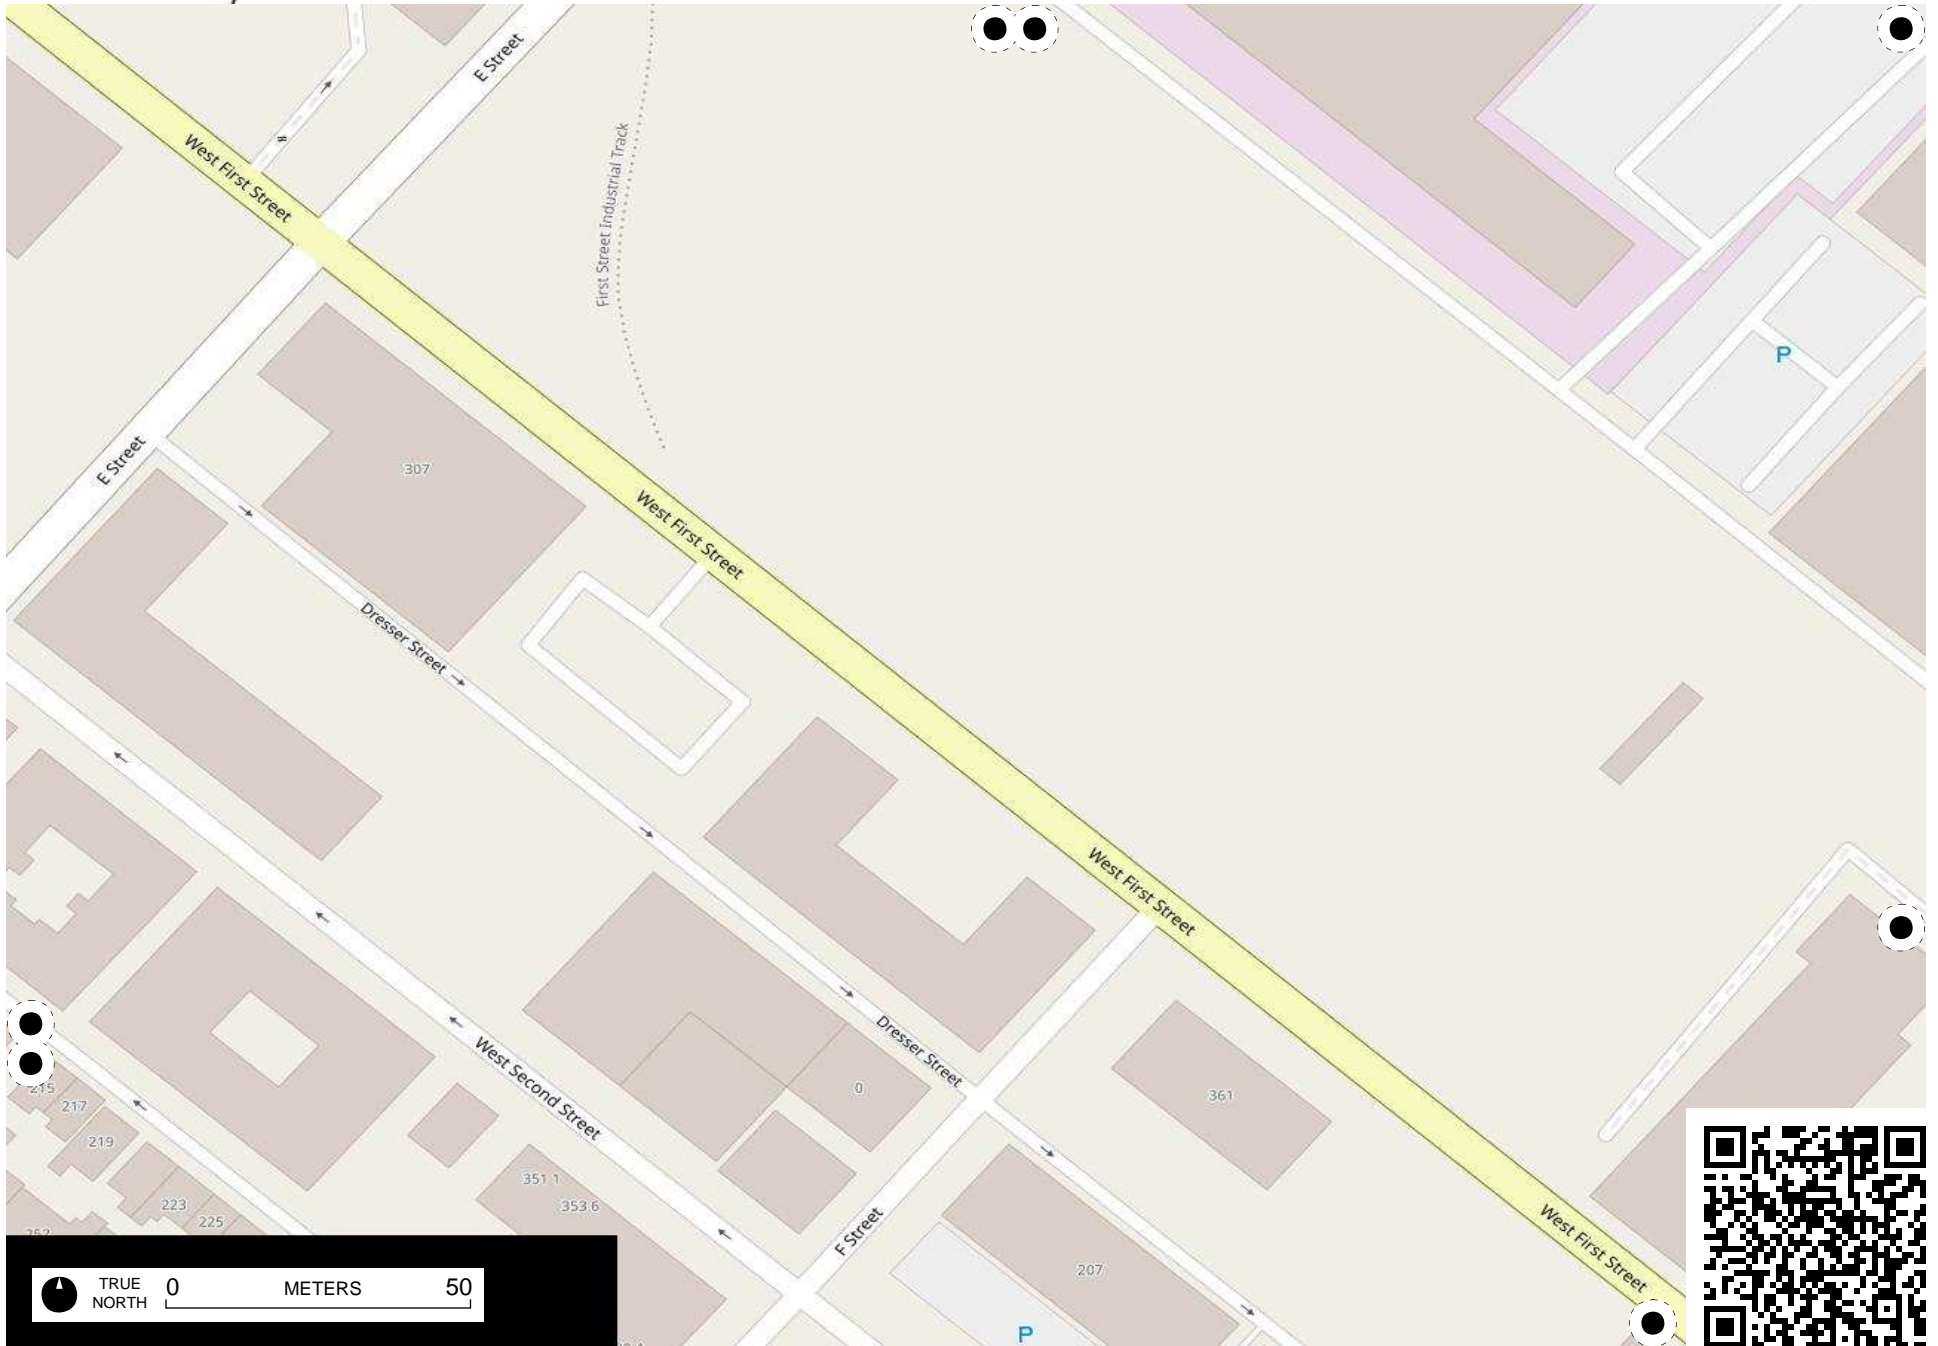 E Street
West First Street
First Street Industrial Track
P
E Street
307
West First Street
Dresser Street
West First Street
Dresser Street
West Second Street
0
361
215
217
219
351 1
353 6
223
225
F Street
West First Street
207
P
TRUE
NORTH
0
METERS
50